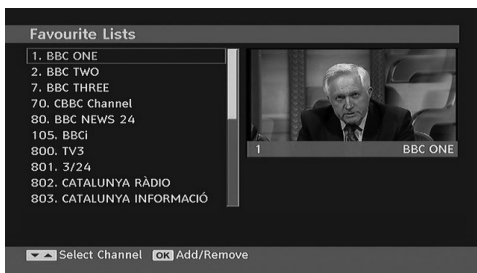 Favourite Lists
1. BBC ONE
2. BBC TWO
7. BBC THREE
70. CBBC Channel
80. BBC NEWS 24
105. BBCi
800. TV3
801. 3/24
802. CATALUNYA RÀDIO
803. CATALUNYA INFORMACIÓ
1 BBC ONE
Select Channel OK Add/Remove